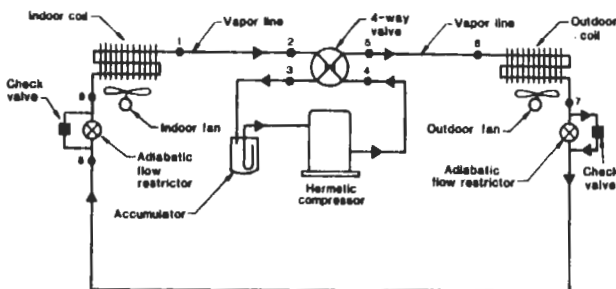 Indoor coil
Vapor line
4-way
valve
Vapor line
Outdoor
coil
1
2
5
6
3
4
Check
valve
9
7
Indoor fan
Outdoor fan
8
Adiabatic
flow
restrictor
Accumulator
Hermetic
compressor
Adiabatic
flow restrictor
Check
valve